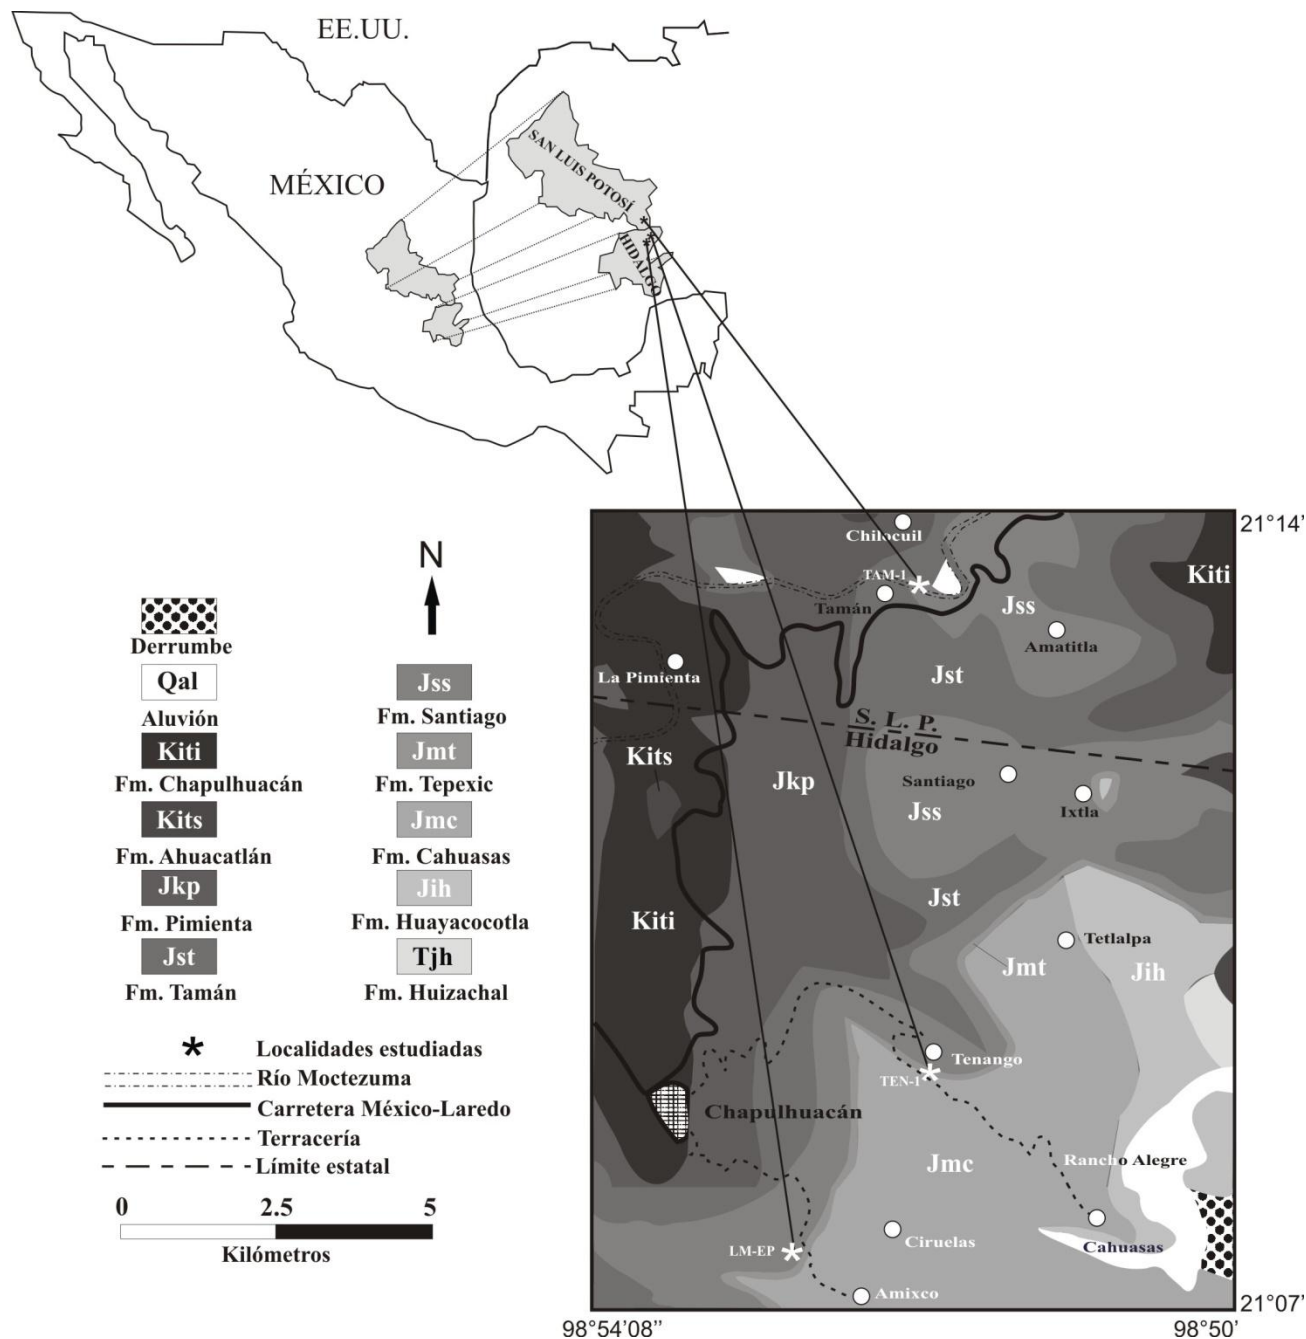 EE.UU.
MÉXICO
SAN LUIS POTOSÍ
HIDALGO
N
Derrumbe
Qal
Aluvión
Kiti
Fm. Chapulhuacán
Kits
Fm. Ahuacatlán
Jkp
Fm. Pimienta
Jst
Fm. Tamán
Jss
Fm. Santiago
Jmt
Fm. Tepexic
Jmc
Fm. Cahuasas
Jih
Fm. Huayacocotla
Tjh
Fm. Huizachal
* Localidades estudiadas
Río Moctezuma
Carretera México-Laredo
Terracería
Límite estatal
0 2.5 5
Kilómetros
21°14'
Chilocuil
TAM-1
Tamán
Kiti
Jss
Amatitla
La Pimienta
Jst
S. L. P.
Hidalgo
Kits
Jkp
Santiago
Ixtla
Jss
Jst
Kiti
Tetlalpa
Jmt
Jih
Tenango
TEN-1
Chapulhuacán
Jmc
Rancho Alegre
Ciruelas
Cahuasas
LM-EP
Amixco
21°07'
98°54'08"
98°50'